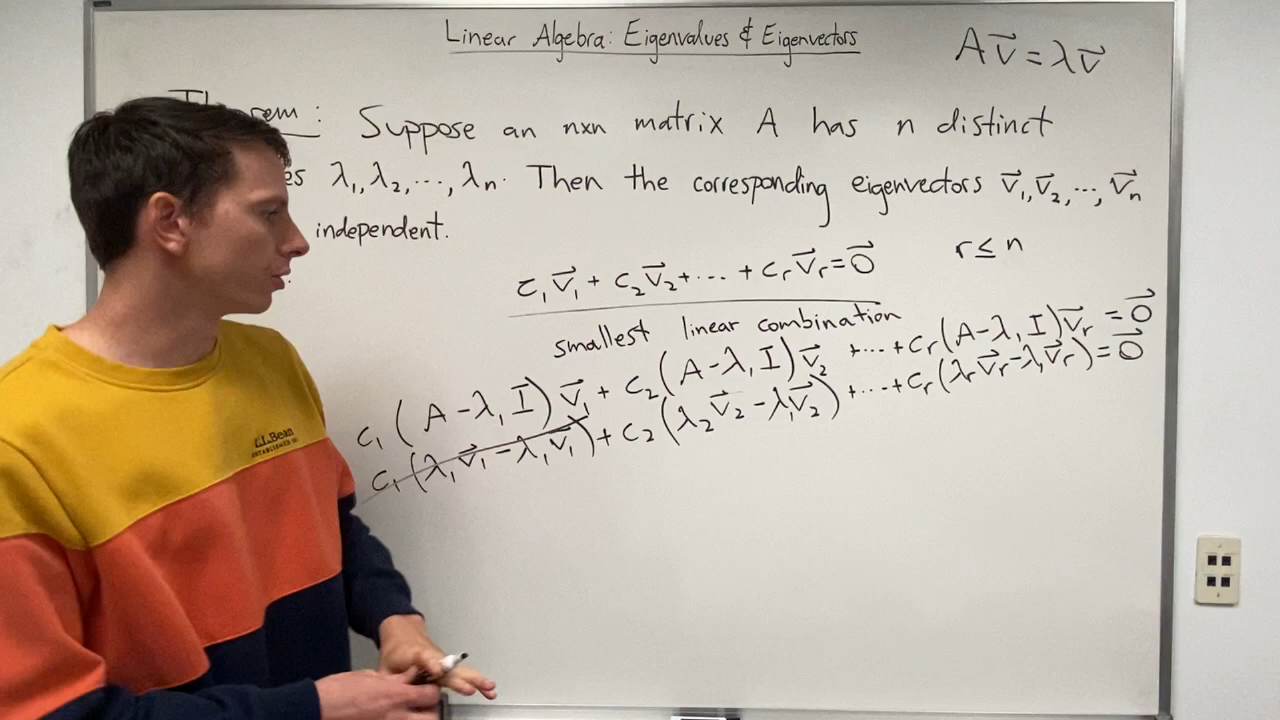 Linear Algebra: Eigenvalues & Eigenvectors
Av⃗ = λv⃗
Suppose an n×n matrix A has n distinct
λ₁, λ₂, ..., λₙ. Then the corresponding eigenvectors v⃗₁, v⃗₂, ..., v⃗ₙ
independent.
c₁v⃗₁ + c₂v⃗₂ + ... + cᵣv⃗ᵣ = 0⃗
r ≤ n
smallest linear combination
c₁(A - λ₁I)v⃗₁ + c₂(A - λ₁I)v⃗₂ + ... + cᵣ(A - λ₁I)v⃗ᵣ = 0⃗
c₁(λ₁v⃗₁ - λ₁v⃗₁) + c₂(λ₂v⃗₂ - λ₁v⃗₂) + ... + cᵣ(λᵣv⃗ᵣ - λ₁v⃗ᵣ) = 0⃗
L.L.Bean